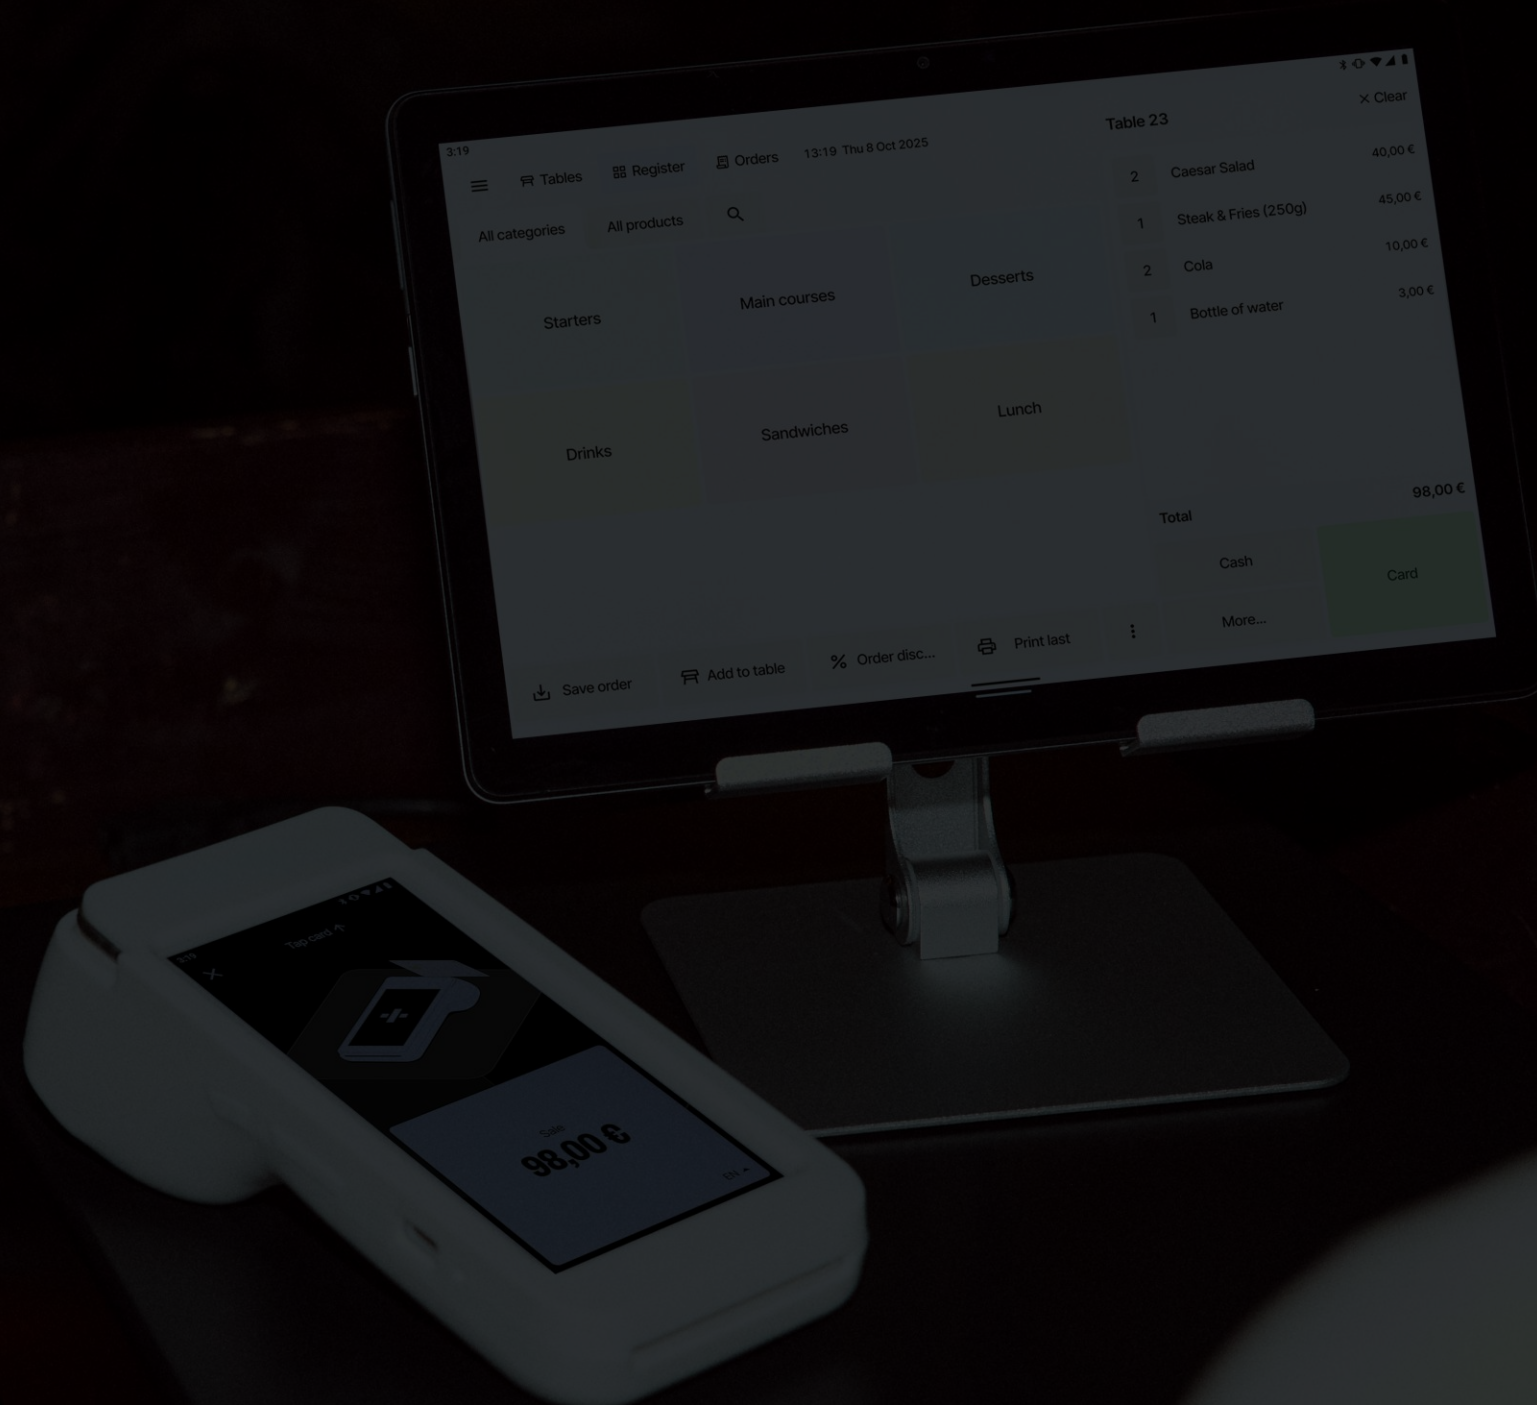 3:19
Tables
Register
Orders
13:19 Thu 8 Oct 2025
All categories
All products
Starters
Main courses
Desserts
Drinks
Sandwiches
Lunch
Save order
Add to table
% Order disc...
Print last
Table 23
× Clear
2 Caesar Salad 40,00 €
1 Steak & Fries (250g) 45,00 €
2 Cola 10,00 €
1 Bottle of water 3,00 €
Total 98,00 €
Cash
Card
More...
3:19
Tap card ↑
Sale
98,00 €
EN